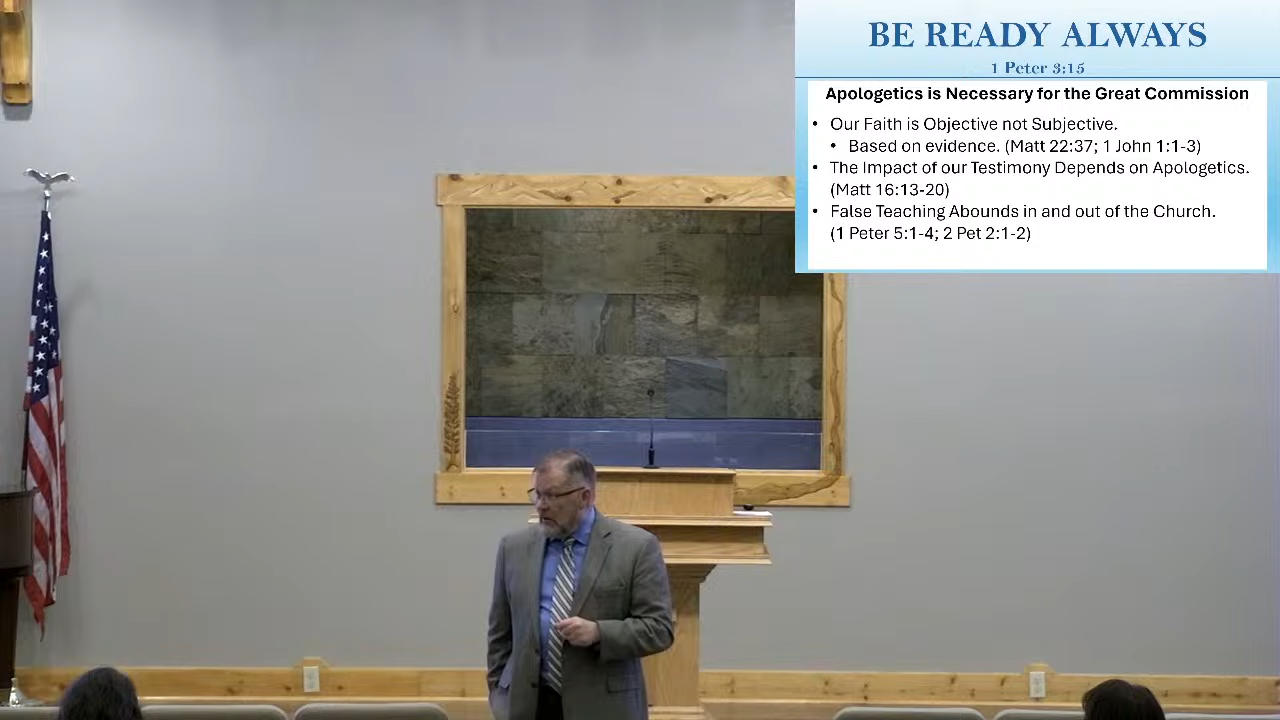 BE READY ALWAYS
1 Peter 3:15
Apologetics is Necessary for the Great Commission
• Our Faith is Objective not Subjective.
• Based on evidence. (Matt 22:37; 1 John 1:1-3)
• The Impact of our Testimony Depends on Apologetics.
(Matt 16:13-20)
• False Teaching Abounds in and out of the Church.
(1 Peter 5:1-4; 2 Pet 2:1-2)